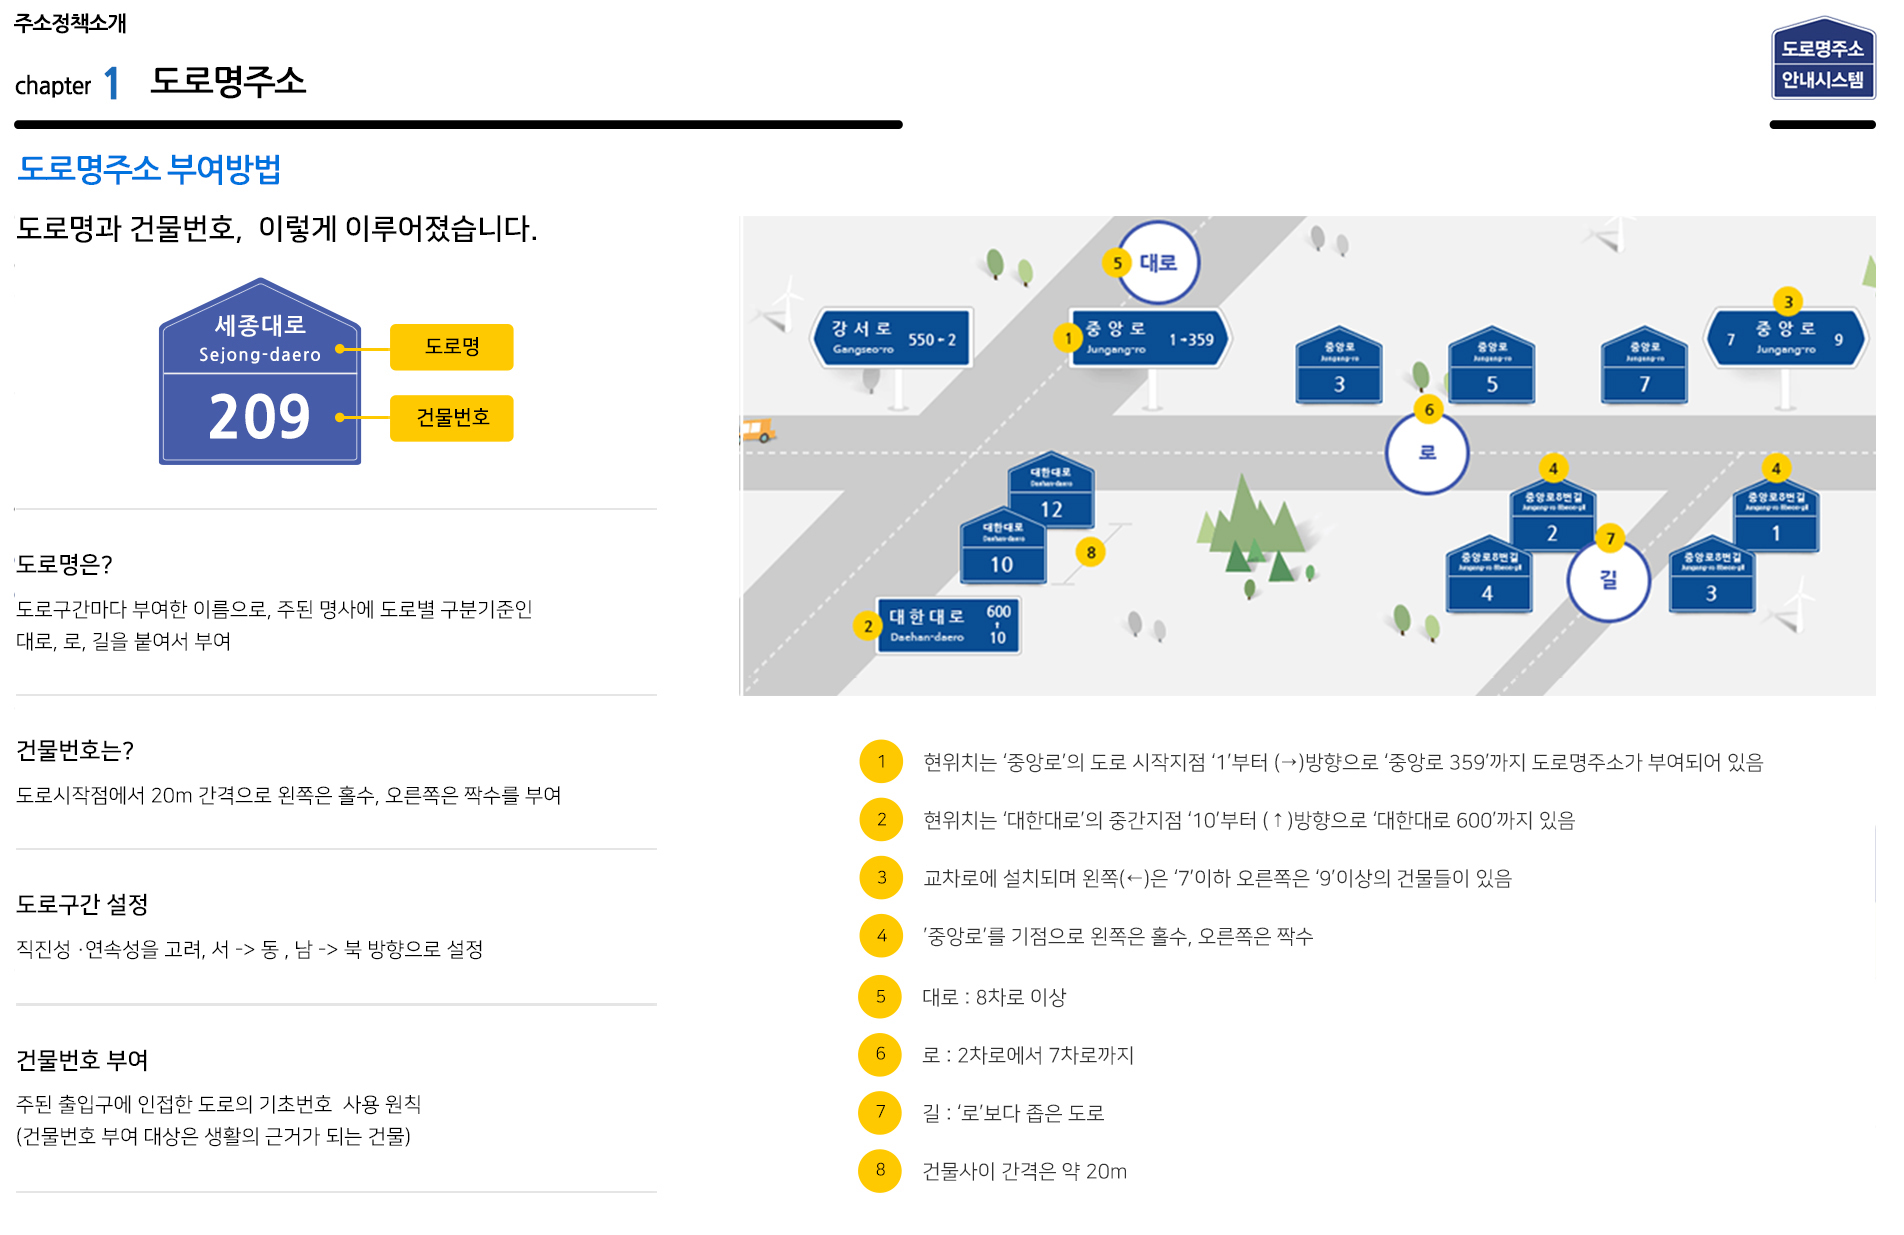 주소정책소개
chapter 1 도로명주소
도로명주소
안내시스템
도로명주소 부여방법
도로명과 건물번호, 이렇게 이루어졌습니다.
세종대로
Sejong-daero
209
도로명
건물번호
도로명은?
도로구간마다 부여한 이름으로, 주된 명사에 도로별 구분기준인
대로, 로, 길을 붙여서 부여
건물번호는?
도로시작점에서 20m 간격으로 왼쪽은 홀수, 오른쪽은 짝수를 부여
도로구간 설정
직진성 ·연속성을 고려, 서 -> 동 , 남 -> 북 방향으로 설정
건물번호 부여
주된 출입구에 인접한 도로의 기초번호 사용 원칙
(건물번호 부여 대상은 생활의 근거가 되는 건물)
5 대로
강서로
Gangseo-ro
550←2
1 중앙로
Jungang-ro
1→359
중앙로
Jungang-ro
3
중앙로
Jungang-ro
5
중앙로
Jungang-ro
7
3
7 중앙로 9
Jungang-ro
6
로
대한대로
Daehan-daero
12
대한대로
Daehan-daero
10
8
2 대한대로
Daehan-daero
600
↑
10
4
중앙로8번길
2
4
중앙로8번길
1
중앙로8번길
4
7
길
중앙로8번길
3
1 현위치는 ‘중앙로’의 도로 시작지점 ‘1’부터 (→)방향으로 ‘중앙로 359’까지 도로명주소가 부여되어 있음
2 현위치는 ‘대한대로’의 중간지점 ‘10’부터 (↑)방향으로 ‘대한대로 600’까지 있음
3 교차로에 설치되며 왼쪽(←)은 ‘7’이하 오른쪽은 ‘9’이상의 건물들이 있음
4 ’중앙로’를 기점으로 왼쪽은 홀수, 오른쪽은 짝수
5 대로 : 8차로 이상
6 로 : 2차로에서 7차로까지
7 길 : ‘로’보다 좁은 도로
8 건물사이 간격은 약 20m